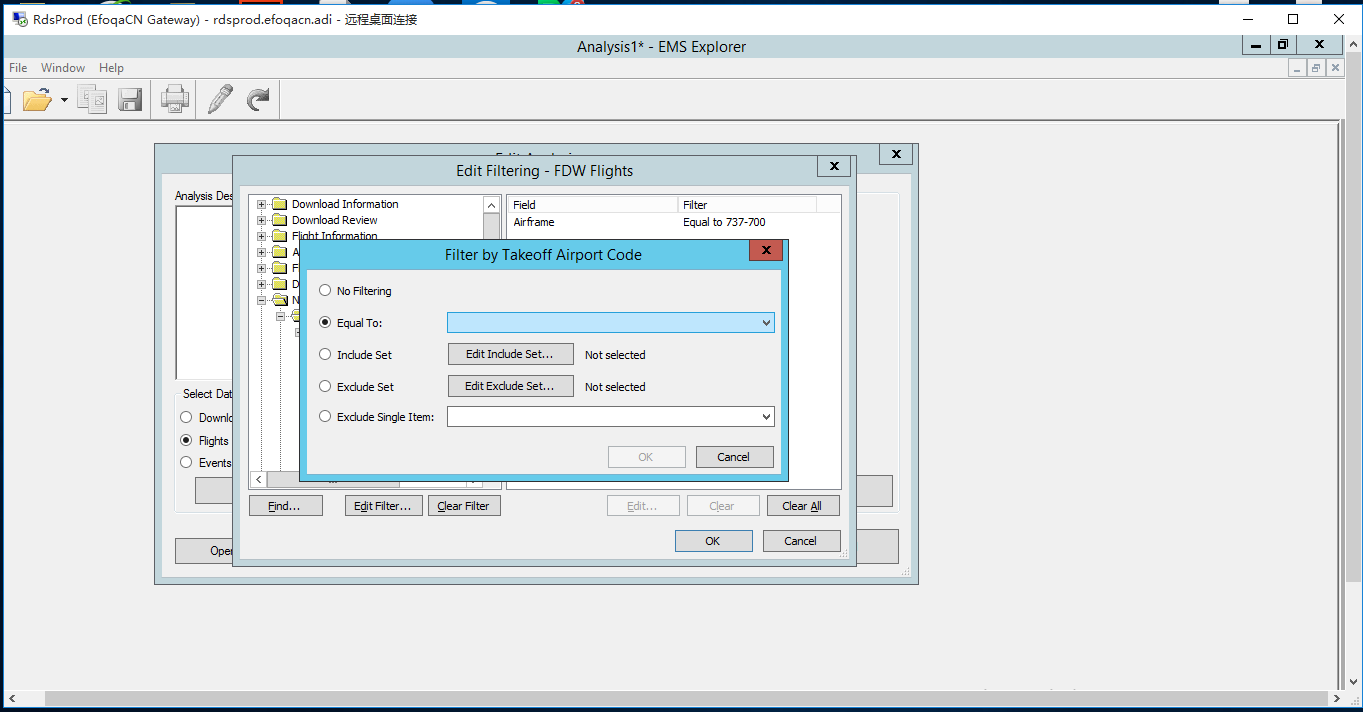 RdsProd (EfoqaCN Gateway) - rdsprod.efoqacn.adi - 远程桌面连接
Analysis1* - EMS Explorer
File Window Help
Edit Filtering - FDW Flights
Analysis Des
Download Information
Download Review
Flight Information
Field Filter
Airframe Equal to 737-700
Filter by Takeoff Airport Code
No Filtering
Equal To:
Include Set Edit Include Set... Not selected
Exclude Set Edit Exclude Set... Not selected
Exclude Single Item:
OK Cancel
Select Dat
Downlo
Flights
Events
Find... Edit Filter... Clear Filter Edit... Clear Clear All
OK Cancel
Oper